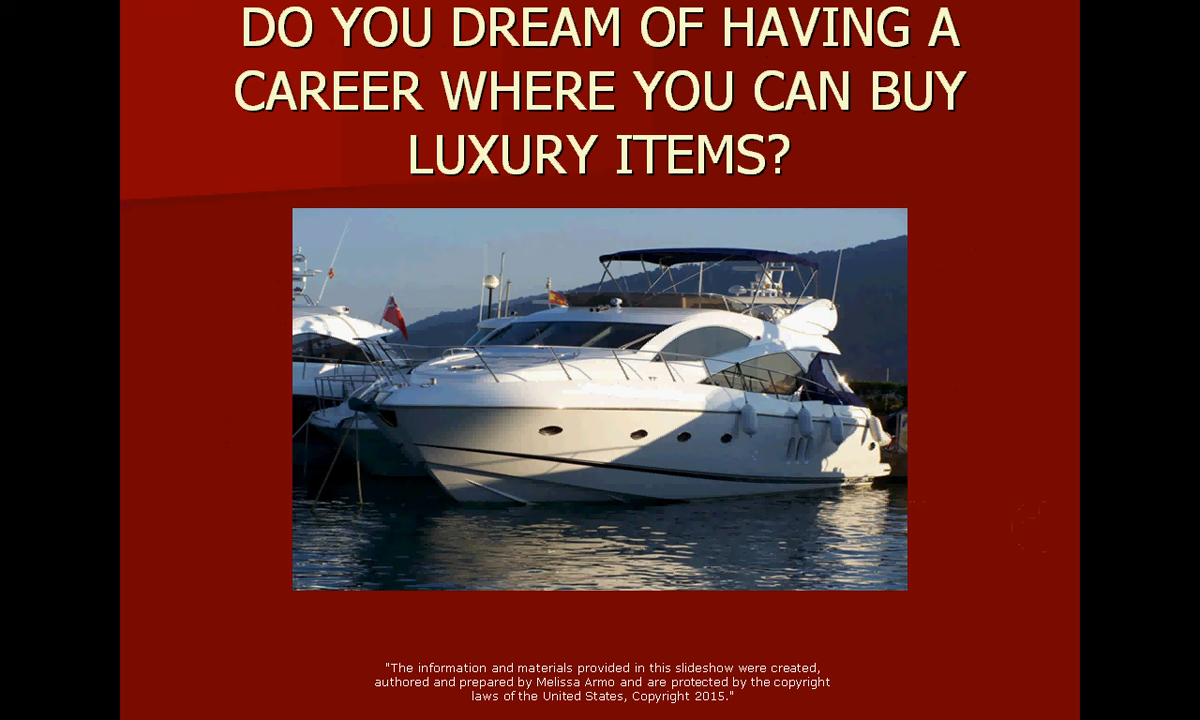 DO YOU DREAM OF HAVING A
CAREER WHERE YOU CAN BUY
LUXURY ITEMS?
"The information and materials provided in this slideshow were created,
authored and prepared by Melissa Armo and are protected by the copyright
laws of the United States, Copyright 2015."